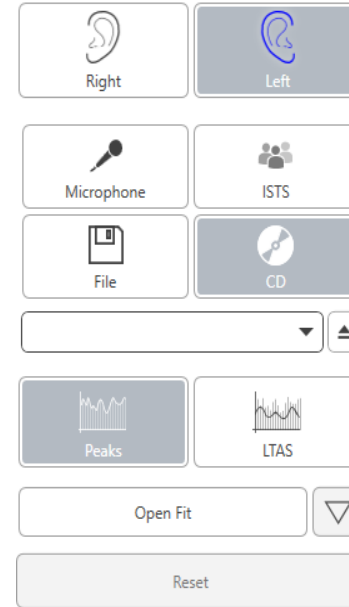 Right
Left
Microphone
ISTS
File
CD
Peaks
LTAS
Open Fit
Reset